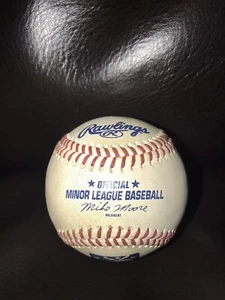 Rawlings
R
★ OFFICIAL ★
MINOR LEAGUE BASEBALL
Mike Moore
PRESIDENT